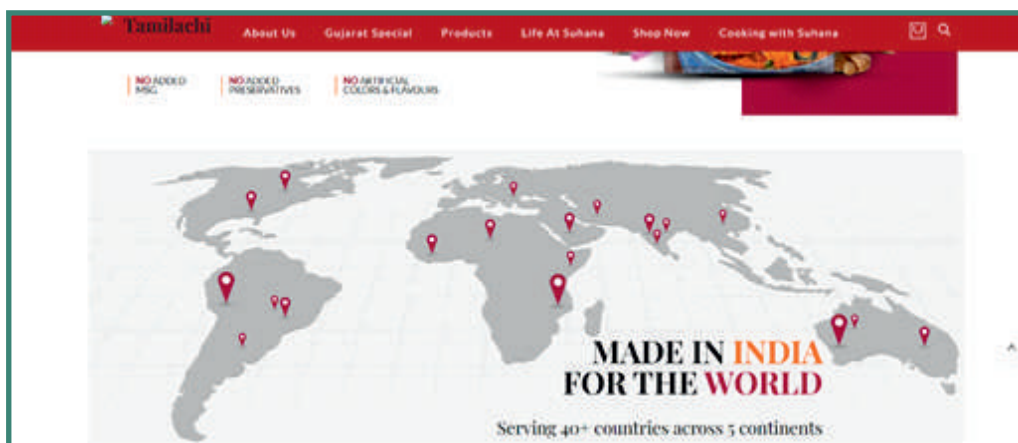 Tamilachi
About Us Gujarat Special Products Life At Suhana Shop Now Cooking with Suhana
NO ADDED MSG
NO ADDED PRESERVATIVES
NO ARTIFICIAL COLORS & FLAVOURS
MADE IN INDIA
FOR THE WORLD
Serving 40+ countries across 5 continents